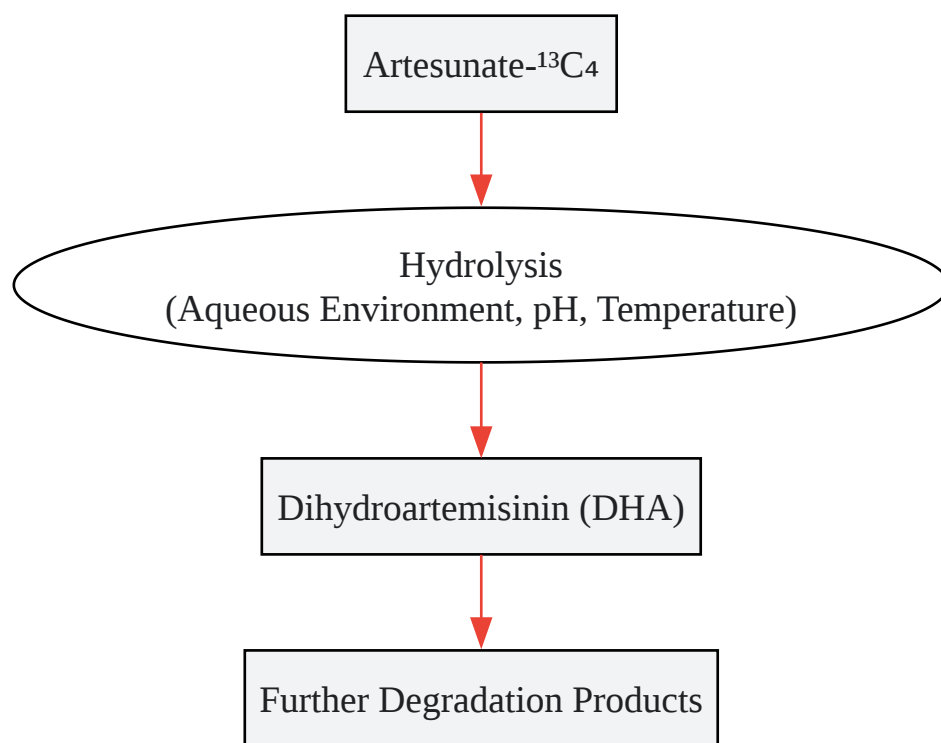 Artesunate-¹³C₄
Hydrolysis
(Aqueous Environment, pH, Temperature)
Dihydroartemisinin (DHA)
Further Degradation Products